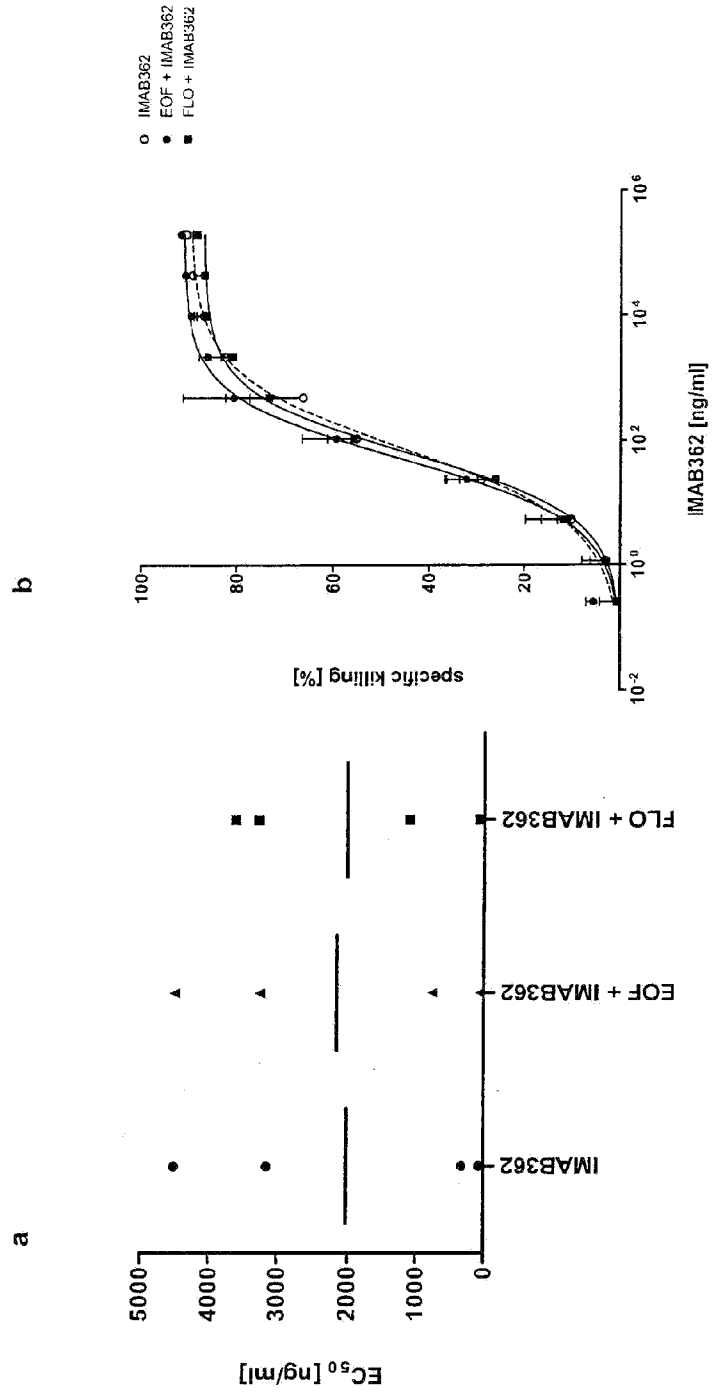 a
EC50 [ng/ml]
5000
4000
3000
2000
1000
0
IMAB362
EOF + IMAB362
FLO + IMAB362
b
specific killing [%]
100
80
60
40
20
0
10-2
100
102
104
106
IMAB362 [ng/ml]
IMAB362
EOF + IMAB362
FLO + IMAB362